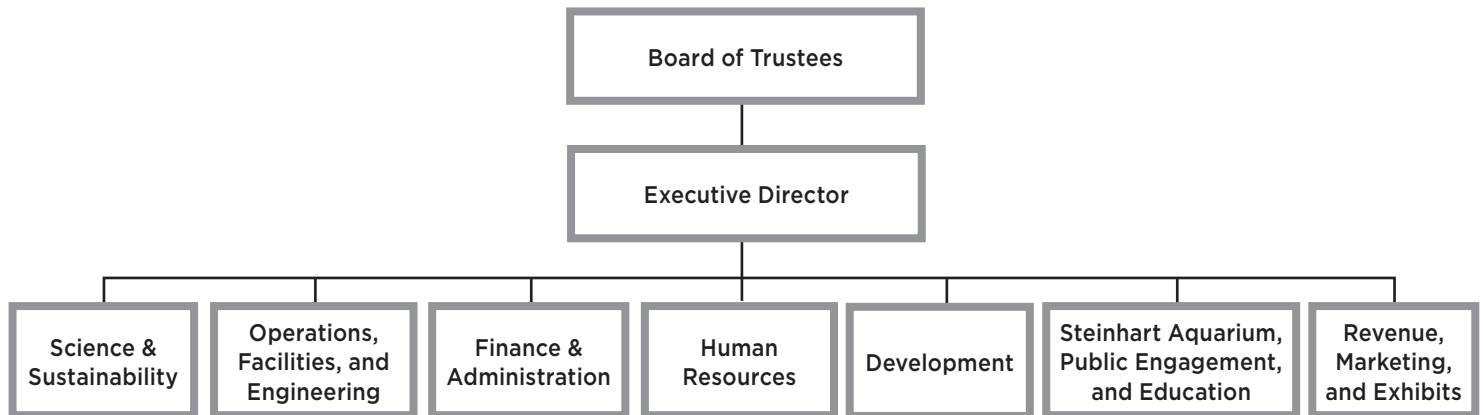 Board of Trustees
Executive Director
Science &
Sustainability
Operations,
Facilities, and
Engineering
Finance &
Administration
Human
Resources
Development
Steinhart Aquarium,
Public Engagement,
and Education
Revenue,
Marketing,
and Exhibits